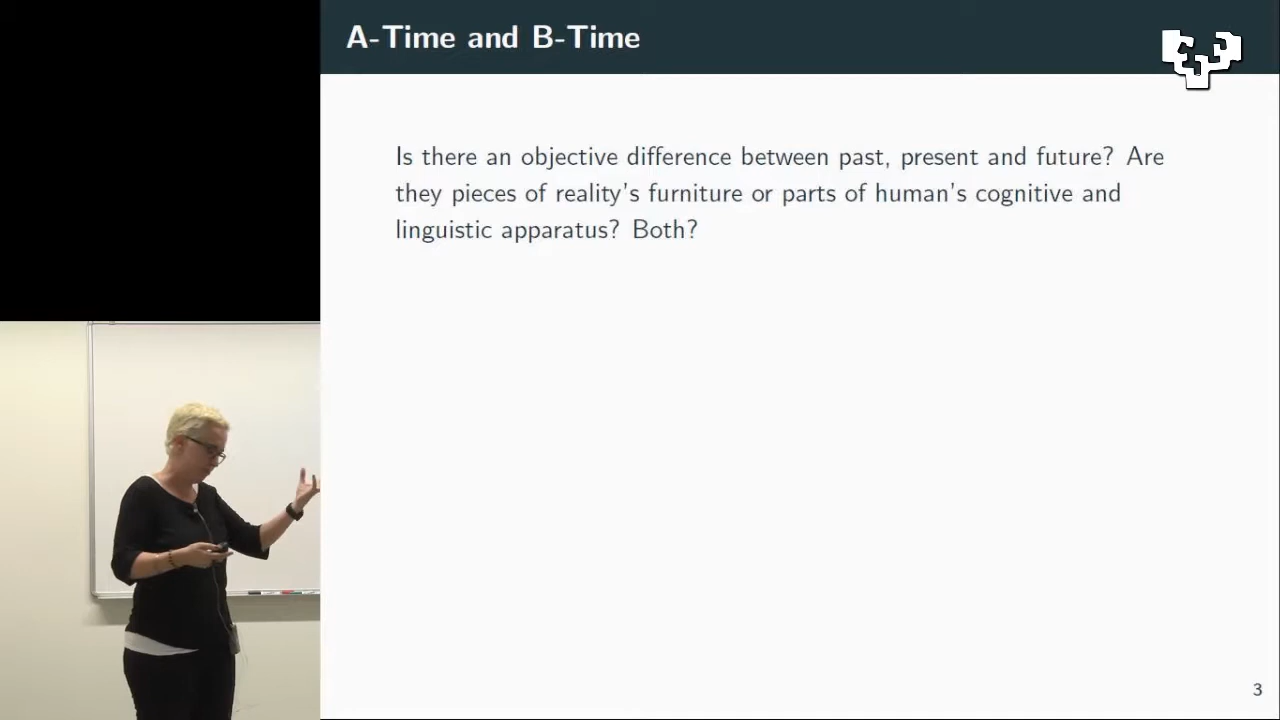 A-Time and B-Time
Is there an objective difference between past, present and future? Are
they pieces of reality's furniture or parts of human's cognitive and
linguistic apparatus? Both?
3